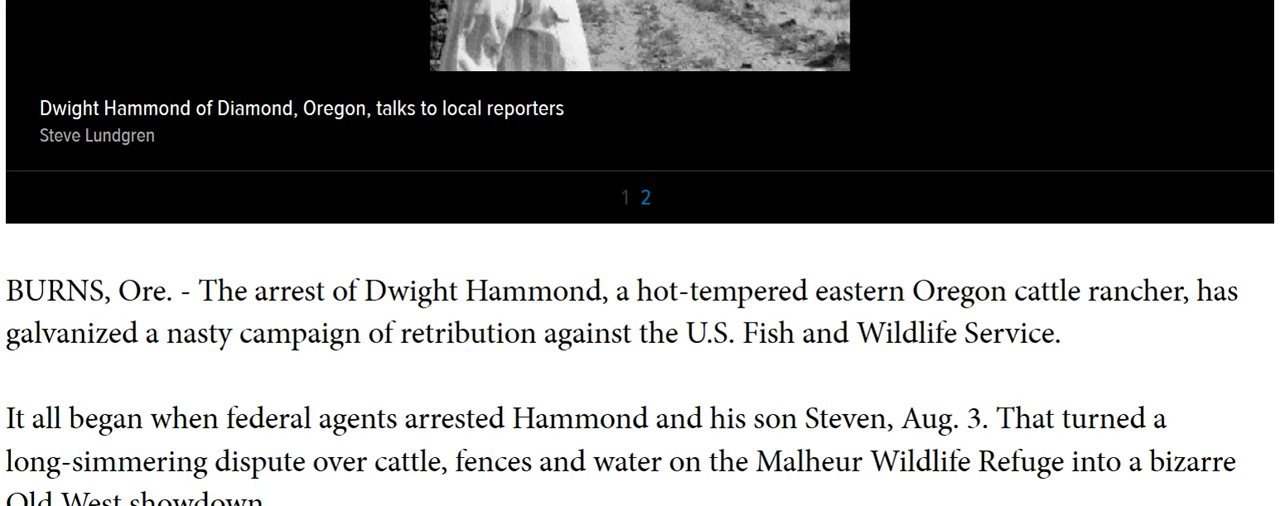 Dwight Hammond of Diamond, Oregon, talks to local reporters
Steve Lundgren
1 2
BURNS, Ore. - The arrest of Dwight Hammond, a hot-tempered eastern Oregon cattle rancher, has
galvanized a nasty campaign of retribution against the U.S. Fish and Wildlife Service.
It all began when federal agents arrested Hammond and his son Steven, Aug. 3. That turned a
long-simmering dispute over cattle, fences and water on the Malheur Wildlife Refuge into a bizarre
Old West showdown.